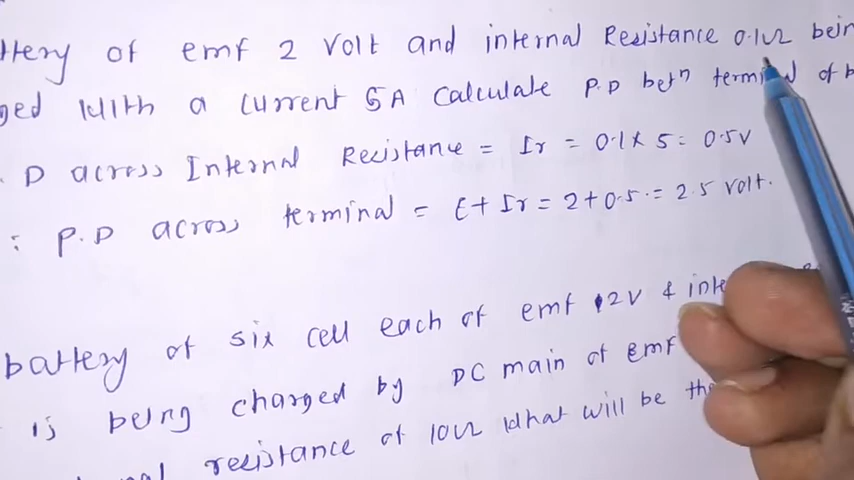 ttery of emf 2 volt and internal Resistance 0.1Ω bein
ged with a current 5A calculate P.D betⁿ terminal of b
. D across Internal Resistance = Ir = 0.1 x 5 = 0.5V
: P.D across terminal = E + Ir = 2 + 0.5 = 2.5 volt.
battery of six cell each of emf 2V & inte
is being charged by DC main of emf
nal resistance of 10Ω what will be the